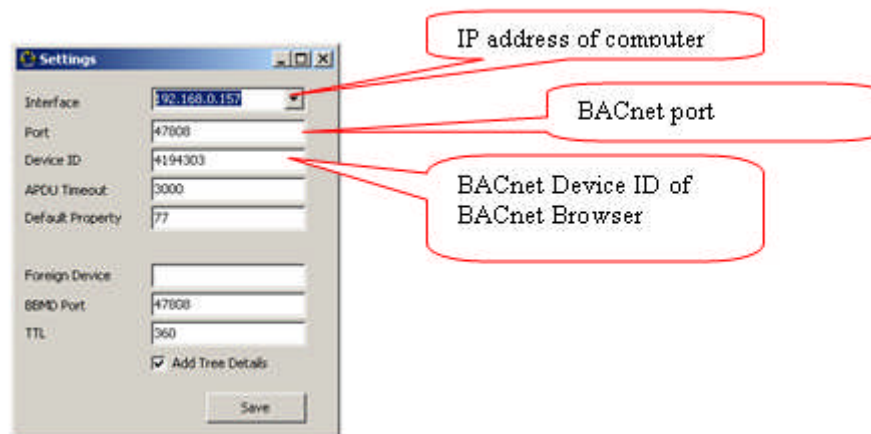 IP address of computer
Settings
Interface
192.168.0.157
BACnet port
Port
47808
Device ID
4194303
BACnet Device ID of
BACnet Browser
APDU Timeout
3000
Default Property
77
Foreign Device
BBMD Port
47808
TTL
360
Add Tree Details
Save